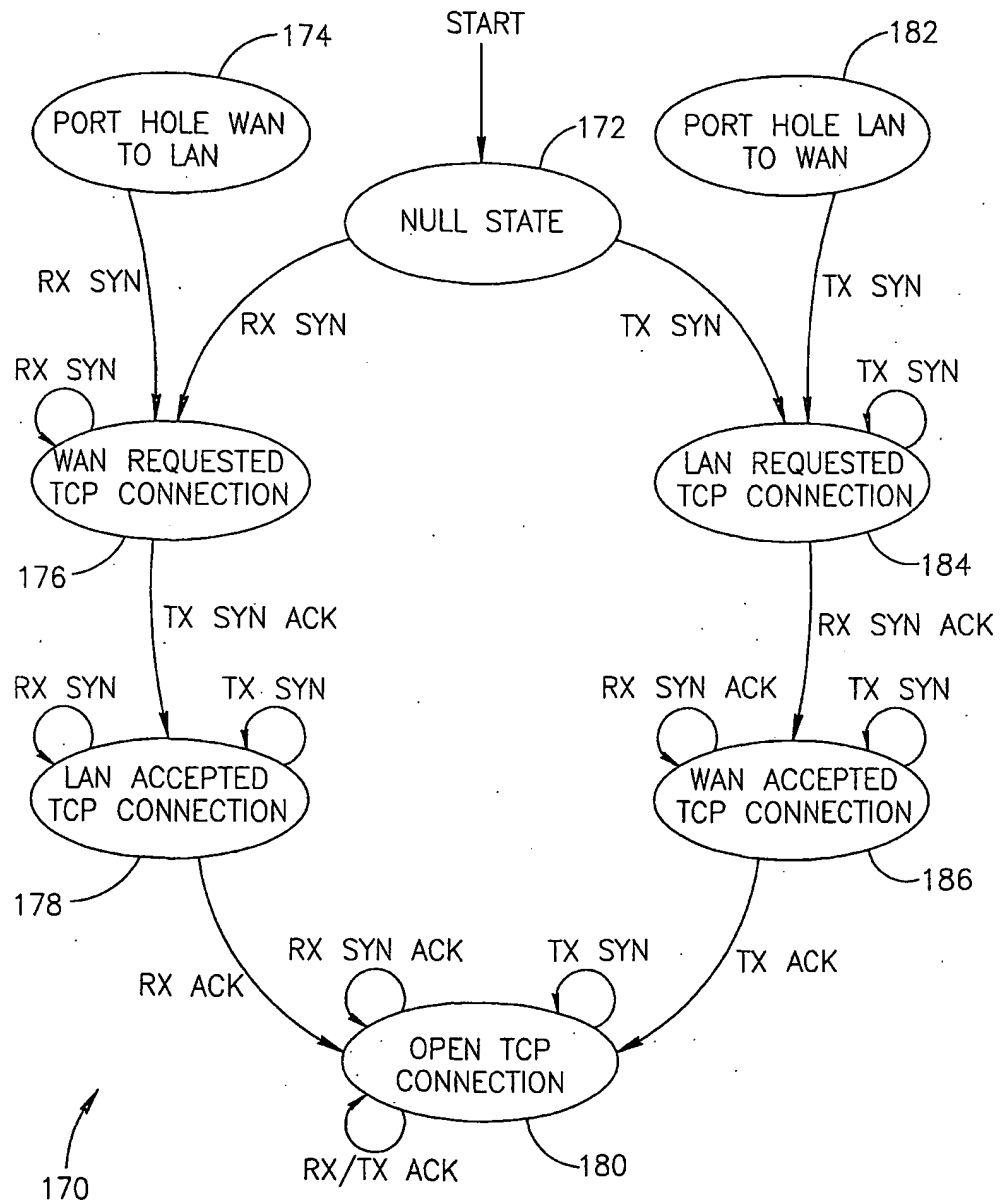 START
174
182
PORT HOLE WAN
TO LAN
172
PORT HOLE LAN
TO WAN
NULL STATE
RX SYN
RX SYN
TX SYN
TX SYN
RX SYN
TX SYN
WAN REQUESTED
TCP CONNECTION
LAN REQUESTED
TCP CONNECTION
176
184
TX SYN ACK
RX SYN ACK
RX SYN
TX SYN
RX SYN ACK
TX SYN
LAN ACCEPTED
TCP CONNECTION
WAN ACCEPTED
TCP CONNECTION
178
186
RX ACK
RX SYN ACK
TX SYN
TX ACK
OPEN TCP
CONNECTION
RX/TX ACK
180
170